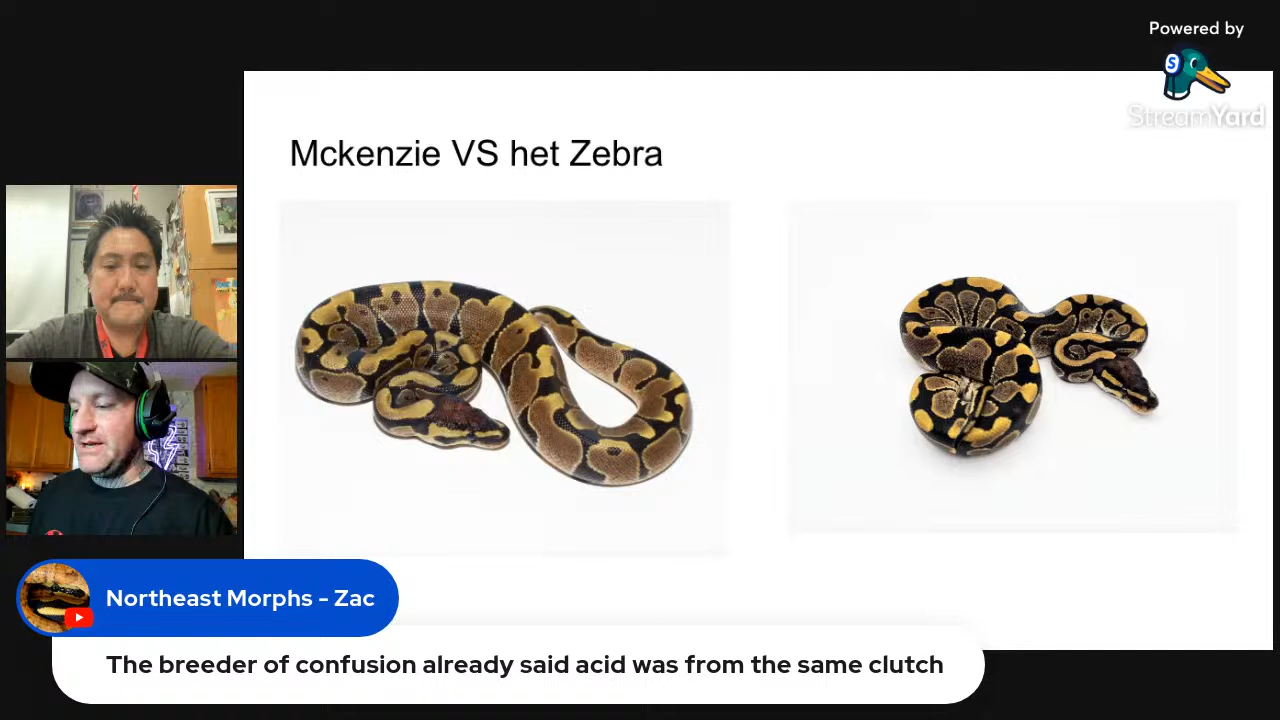 Powered by
S
StreamYard
Mckenzie VS het Zebra
Northeast Morphs - Zac
The breeder of confusion already said acid was from the same clutch